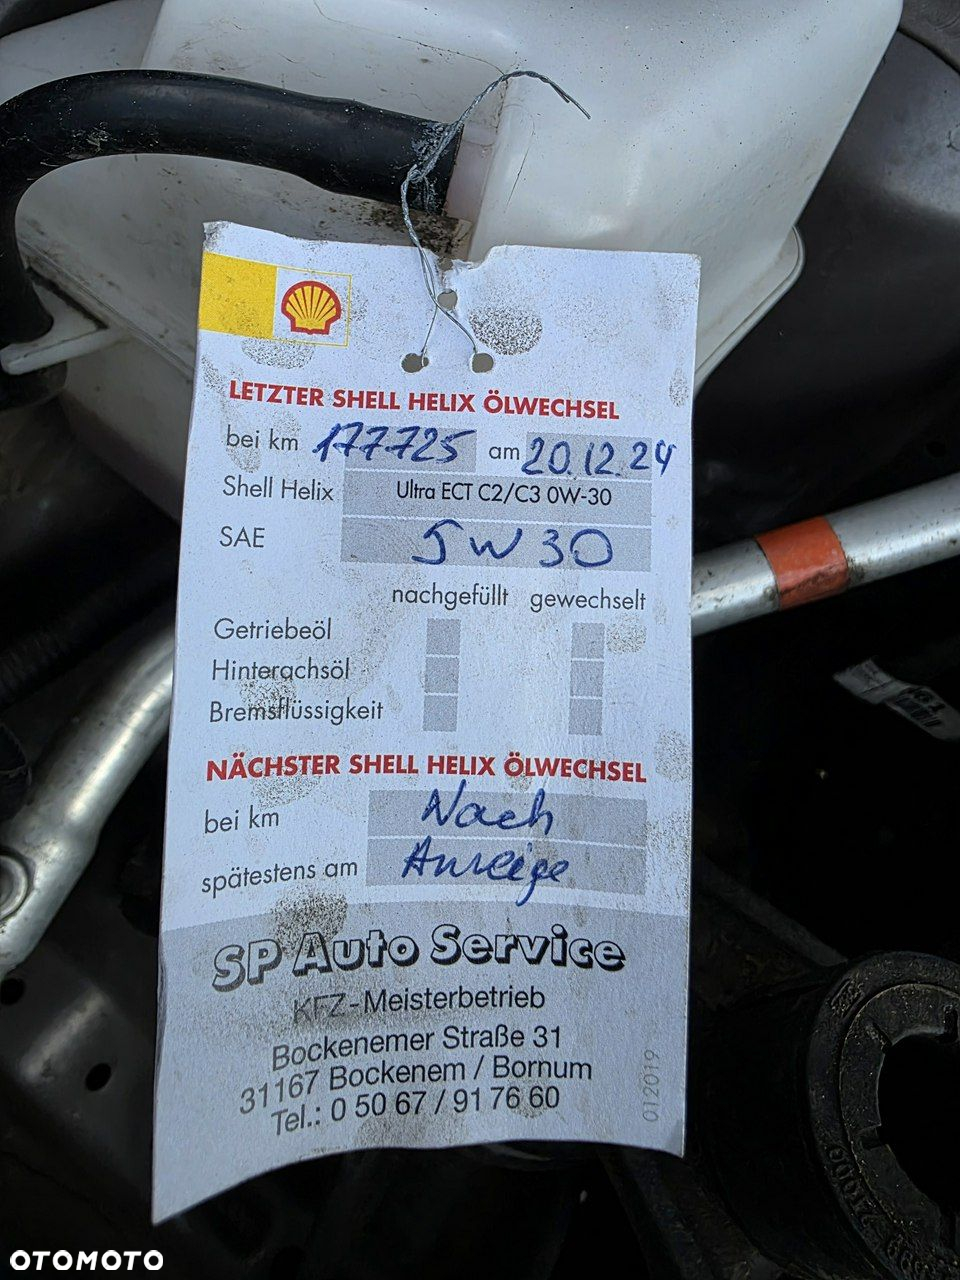 LETZTER SHELL HELIX ÖLWECHSEL
bei km 177725 am 20.12.24
Shell Helix Ultra ECT C2/C3 0W-30
SAE 5W30
nachgefüllt gewechselt
Getriebeöl
Hinterachsöl
Bremsflüssigkeit
NÄCHSTER SHELL HELIX ÖLWECHSEL
bei km Nach
spätestens am Anzeige
SP Auto Service
KFZ-Meisterbetrieb
Bockenemer Straße 31
31167 Bockenem / Bornum
Tel.: 0 50 67 / 91 76 60
012019
OTOMOTO